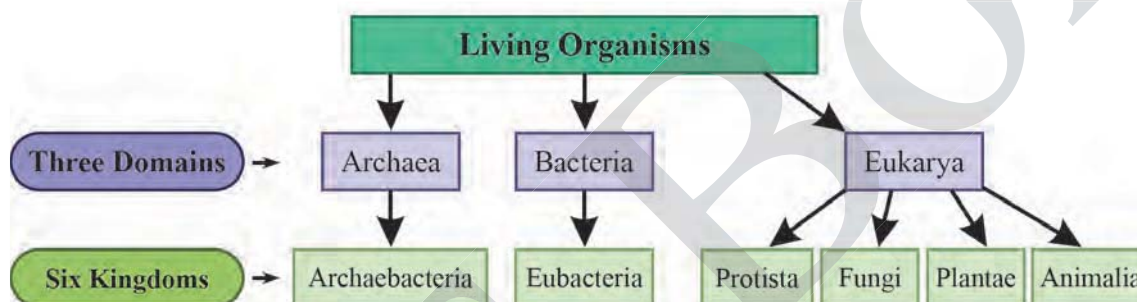 Living Organisms
Three Domains
Archaea
Bacteria
Eukarya
Six Kingdoms
Archaebacteria
Eubacteria
Protista
Fungi
Plantae
Animalia